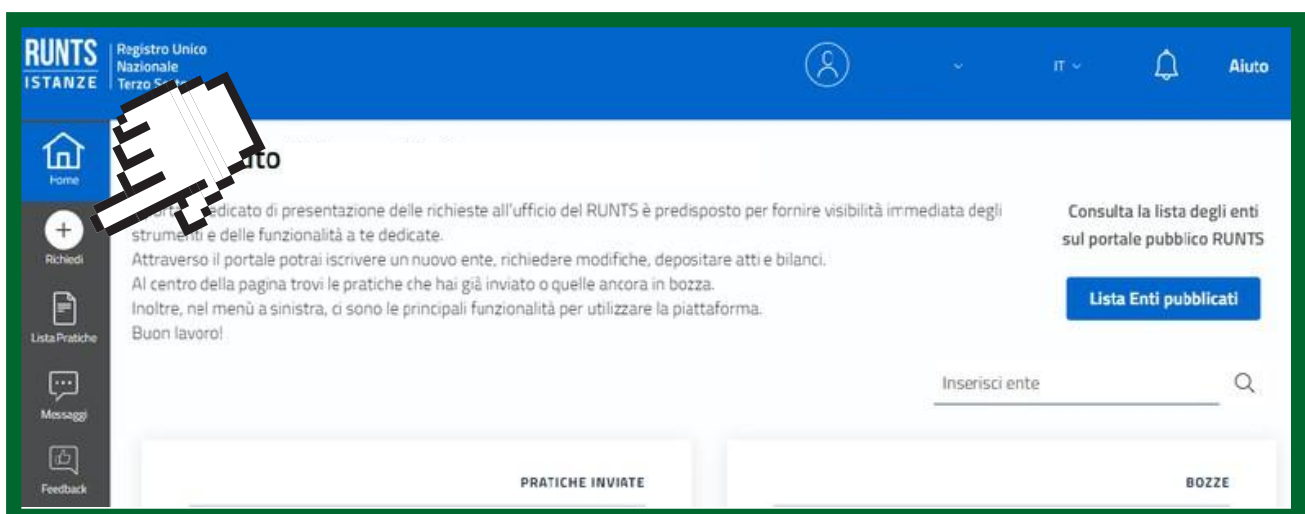 RUNTS
ISTANZE
Registro Unico
Nazionale
Terzo
IT
Aiuto
Home
Richiedi
Lista Pratiche
Messaggi
Feedback
dedicato di presentazione delle richieste all'ufficio del RUNTS è predisposto per fornire visibilità immediata degli
strumenti e delle funzionalità a te dedicate.
Attraverso il portale potrai iscrivere un nuovo ente, richiedere modifiche, depositare atti e bilanci.
Al centro della pagina trovi le pratiche che hai già inviato o quelle ancora in bozza.
Inoltre, nel menù a sinistra, ci sono le principali funzionalità per utilizzare la piattaforma.
Buon lavoro!
Consulta la lista degli enti
sul portale pubblico RUNTS
Lista Enti pubblicati
Inserisci ente
PRATICHE INVIATE
BOZZE